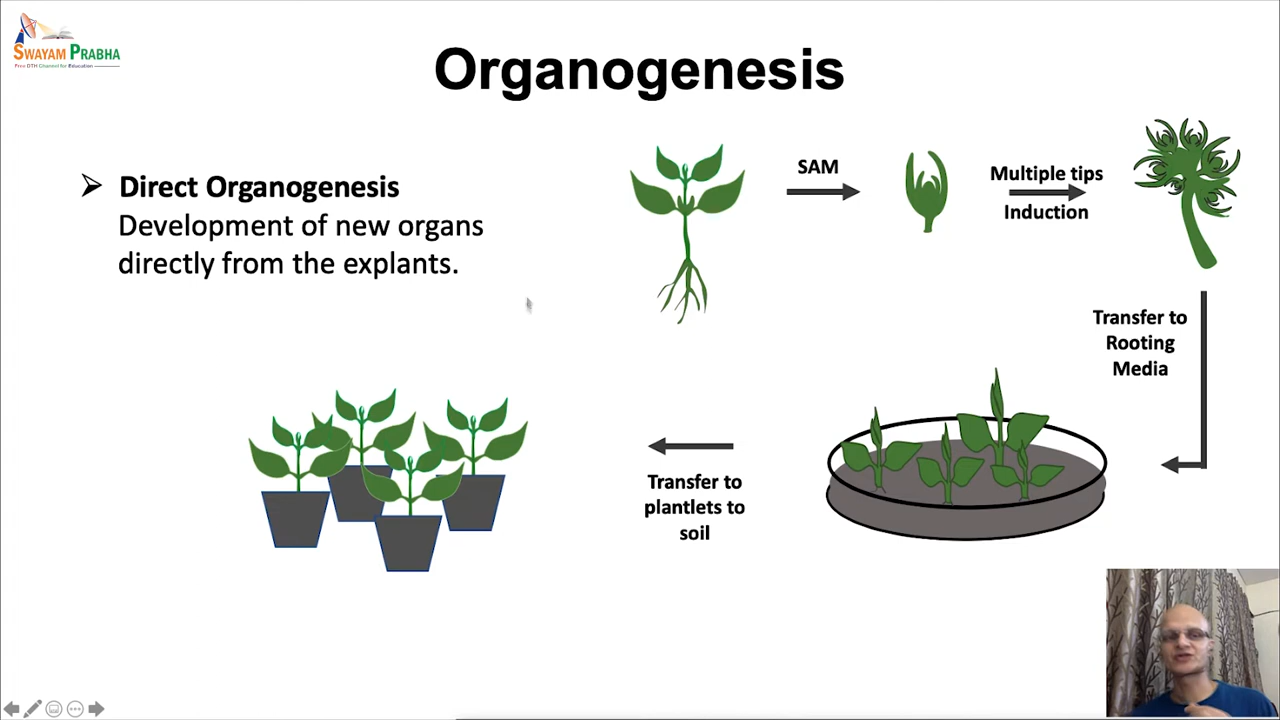 SWAYAM PRABHA
Free DTH Channel for Education
Organogenesis
Direct Organogenesis
Development of new organs
directly from the explants.
SAM
Multiple tips
Induction
Transfer to
Rooting
Media
Transfer to
plantlets to
soil